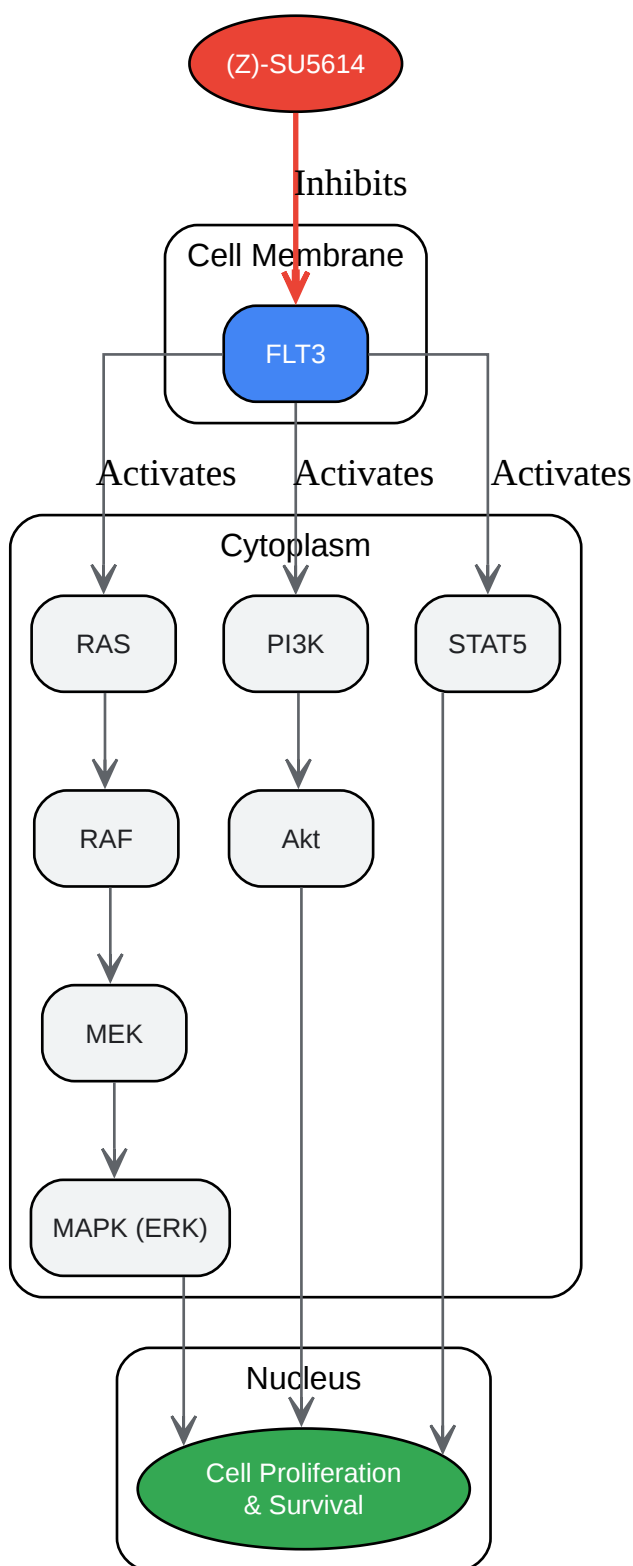 (Z)-SU5614
Inhibits
Cell Membrane
FLT3
Activates
Activates
Activates
Cytoplasm
RAS
PI3K
STAT5
RAF
Akt
MEK
MAPK (ERK)
Nucleus
Cell Proliferation
& Survival